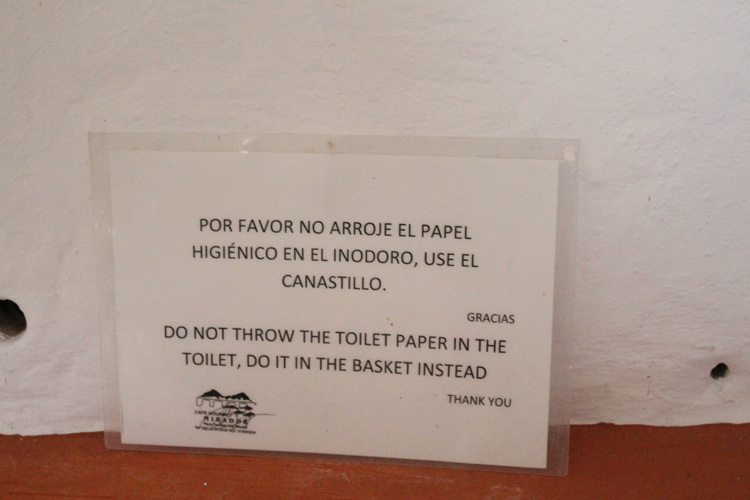 POR FAVOR NO ARROJE EL PAPEL
HIGIÉNICO EN EL INODORO, USE EL
CANASTILLO.
GRACIAS
DO NOT THROW THE TOILET PAPER IN THE
TOILET, DO IT IN THE BASKET INSTEAD
THANK YOU
MIRADOR